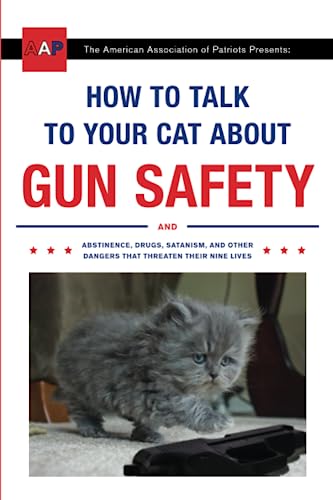 AAP The American Association of Patriots Presents:
HOW TO TALK
TO YOUR CAT ABOUT
GUN SAFETY
AND
ABSTINENCE, DRUGS, SATANISM, AND OTHER
DANGERS THAT THREATEN THEIR NINE LIVES